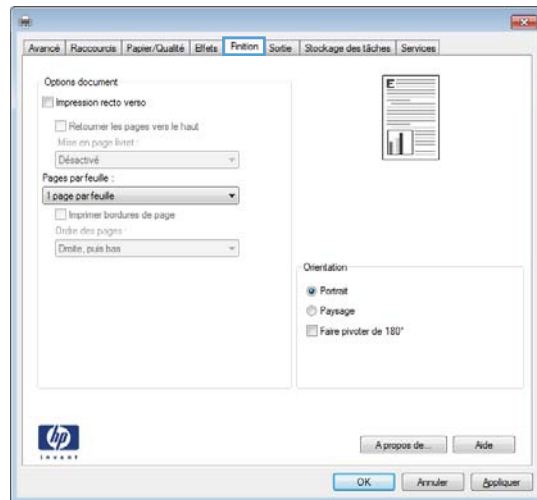 Avancé Raccourcis Papier/Qualité Effets Finition Sortie Stockage des tâches Services
Options document
Impression recto verso
Retourner les pages vers le haut
Mise en page livret :
Désactivé
Pages par feuille :
1 page par feuille
Imprimer bordures de page
Ordre des pages :
Droite, puis bas
E
Orientation
Portrait
Paysage
Faire pivoter de 180°
hp
invent
A propos de... Aide
OK Annuler Appliquer